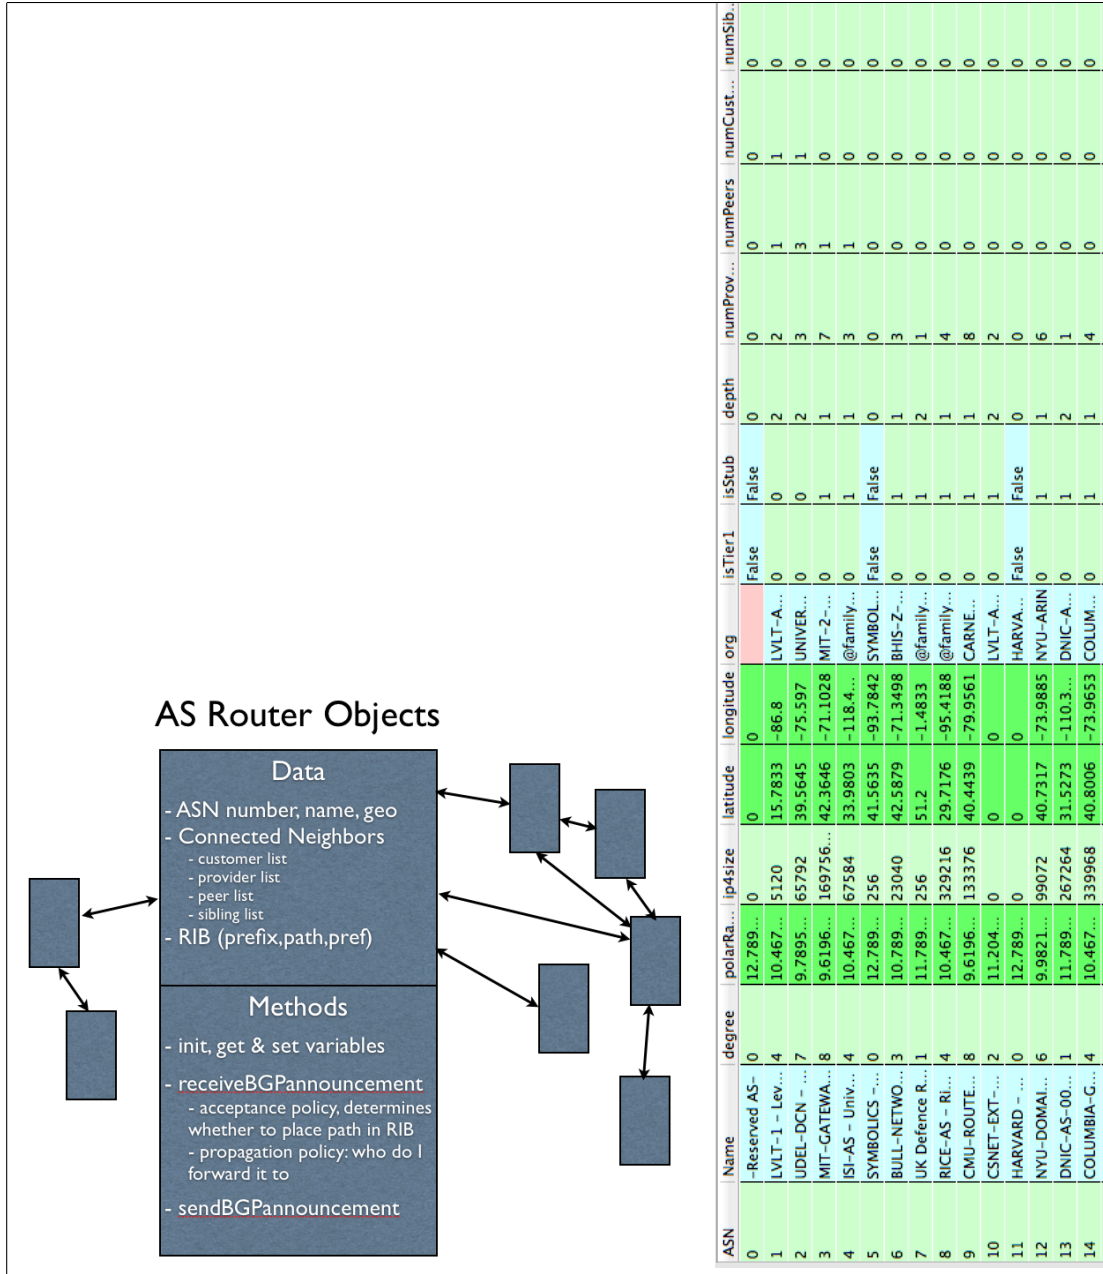 AS Router Objects
Data
- ASN number, name, geo
- Connected Neighbors
- customer list
- provider list
- peer list
- sibling list
- RIB (prefix,path,pref)
Methods
- init, get & set variables
- receiveBGPannouncement
- acceptance policy, determines
whether to place path in RIB
- propagation policy: who do I
forward it to
- sendBGPannouncement
ASN Name degree polarRa... ip4size latitude longitude org isTier1 isStub depth numProv... numPeers numCust... numSib...
0 -Reserved AS- 0 12.789... 0 0 0 False False 0 0 0 0 0
1 LVLT-1 - Lev... 4 10.467... 5120 15.7833 -86.8 LVLT-A... 0 0 2 2 1 1 0
2 UDEL-DCN - ... 7 9.7895... 65792 39.5645 -75.597 UNIVER... 0 0 2 3 3 1 0
3 MIT-GATEWA... 8 9.6196... 169756... 42.3646 -71.1028 MIT-2-... 0 1 1 7 1 0 0
4 ISI-AS - Univ... 4 10.467... 67584 33.9803 -118.4... @family... 0 1 1 3 1 0 0
5 SYMBOLICS -... 0 12.789... 256 41.5635 -93.7842 SYMBOL... False False 0 0 0 0 0
6 BULL-NETWO... 3 10.789... 23040 42.5879 -71.3498 BHIS-Z-... 0 1 1 3 0 0 0
7 UK Defence R... 1 11.789... 256 51.2 -1.4833 @family... 0 1 2 1 0 0 0
8 RICE-AS - Ri... 4 10.467... 329216 29.7176 -95.4188 @family... 0 1 1 4 0 0 0
9 CMU-ROUTE... 8 9.6196... 133376 40.4439 -79.9561 CARNE... 0 1 1 8 0 0 0
10 CSNET-EXT-... 2 11.204... 0 0 0 LVLT-A... 0 1 2 2 0 0 0
11 HARVARD - ... 0 12.789... 0 0 0 HARVA... False False 0 0 0 0 0
12 NYU-DOMAI... 6 9.9821... 99072 40.7317 -73.9885 NYU-ARIN 0 1 1 6 0 0 0
13 DNIC-AS-00... 1 11.789... 267264 31.5273 -110.3... DNIC-A... 0 1 2 1 0 0 0
14 COLUMBIA-G... 4 10.467... 339968 40.8006 -73.9653 COLUM... 0 1 1 4 0 0 0